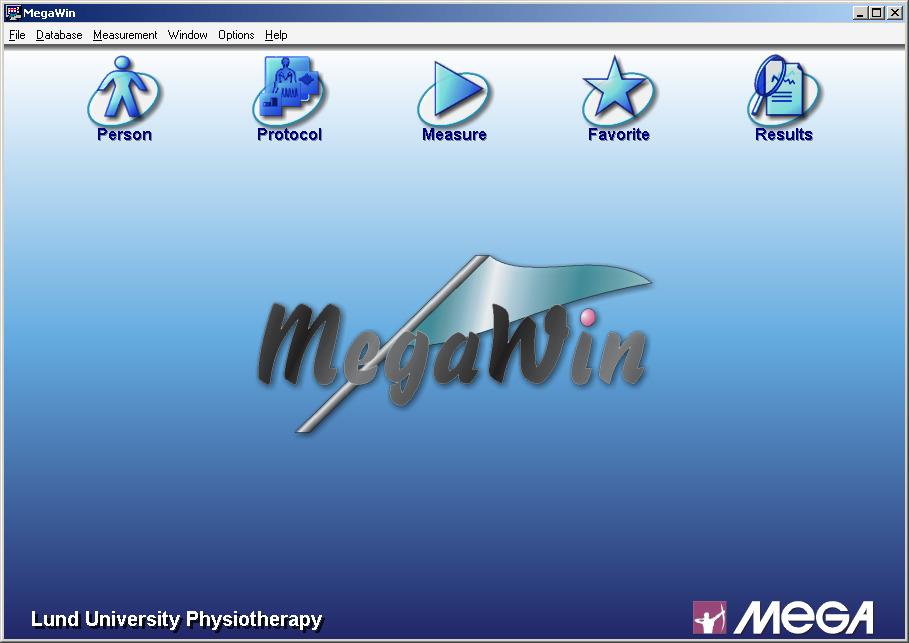 MegaWin
File Database Measurement Window Options Help
Person Protocol Measure Favorite Results
MegaWin
Lund University Physiotherapy
MEGA